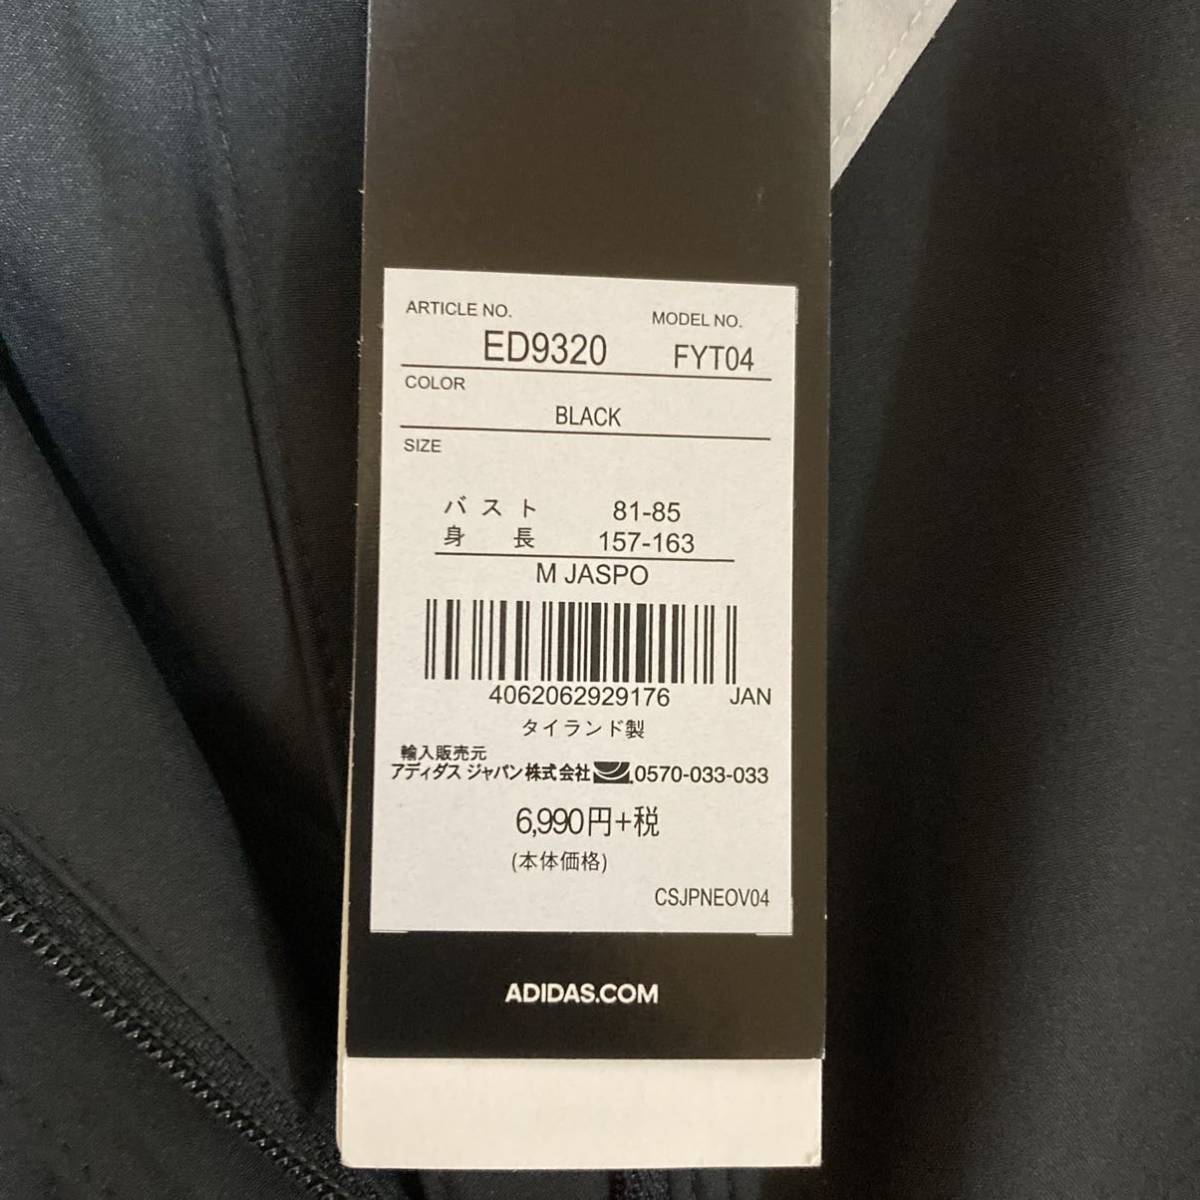 ARTICLE NO.
MODEL NO.
ED9320
FYT04
COLOR
BLACK
SIZE
バスト 81-85
身長 157-163
M JASPO
4062062929176 JAN
タイランド製
輸入販売元
アディダス ジャパン株式会社 0570-033-033
6,990円+税
(本体価格)
CSJPNEOV04
ADIDAS.COM